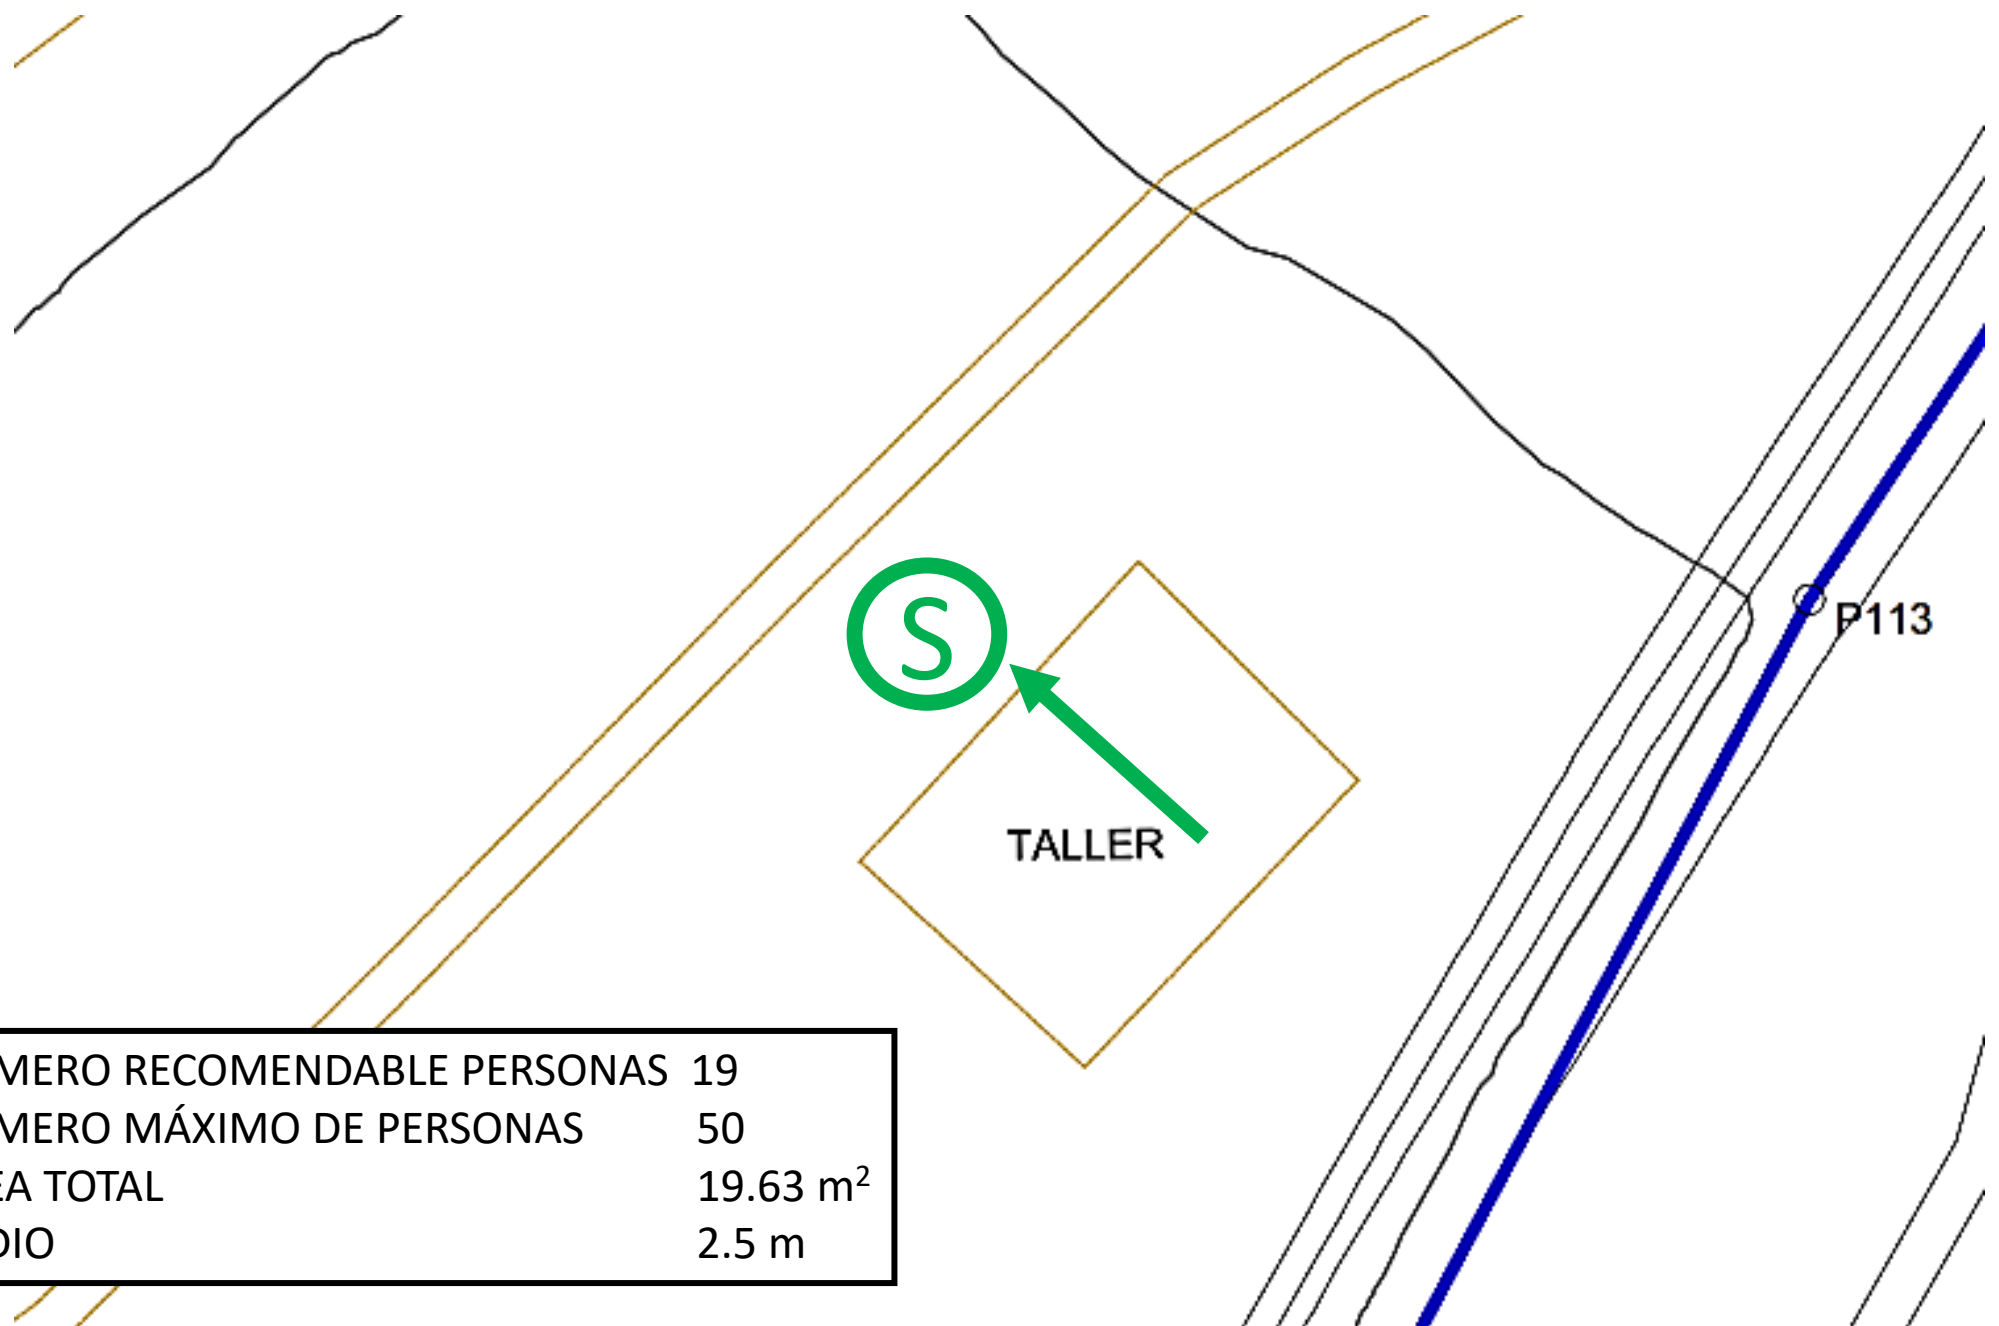 S
P113
TALLER
MERO RECOMENDABLE PERSONAS 19
MERO MÁXIMO DE PERSONAS 50
EA TOTAL 19.63 m²
DIO 2.5 m